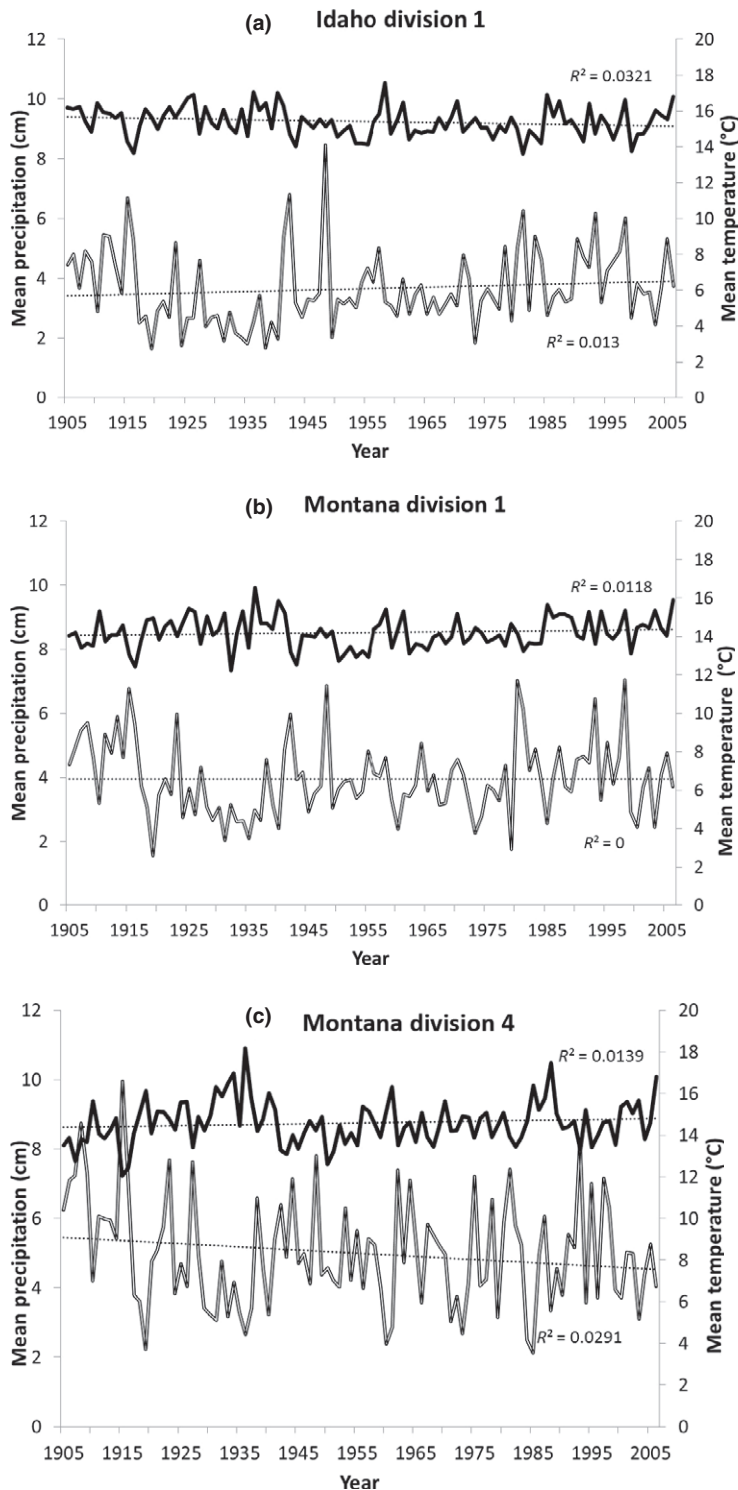 (a) Idaho division 1
12
10
8
6
4
2
0
Mean precipitation (cm)
R² = 0.0321
R² = 0.013
20
18
16
14
12
10
8
6
4
2
0
Mean temperature (°C)
1905 1915 1925 1935 1945 1955 1965 1975 1985 1995 2005
Year
(b) Montana division 1
12
10
8
6
4
2
0
Mean precipitation (cm)
R² = 0.0118
R² = 0
20
18
16
14
12
10
8
6
4
2
0
Mean temperature (°C)
1905 1915 1925 1935 1945 1955 1965 1975 1985 1995 2005
Year
(c) Montana division 4
12
10
8
6
4
2
0
Mean precipitation (cm)
R² = 0.0139
R² = 0.0291
20
18
16
14
12
10
8
6
4
2
0
Mean temperature (°C)
1905 1915 1925 1935 1945 1955 1965 1975 1985 1995 2005
Year